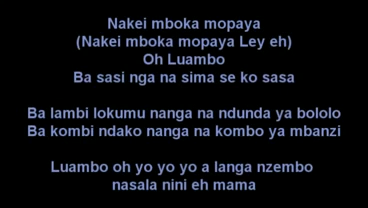 Nakei mboka mopaya
(Nakei mboka mopaya Ley eh)
Oh Luambo
Ba sasi nga na sima se ko sasa
Ba lambi lokumu nanga na ndunda ya bololo
Ba kombi ndako nanga na kombo ya mbanzi
Luambo oh yo yo yo a langa nzembo
nasala nini eh mama